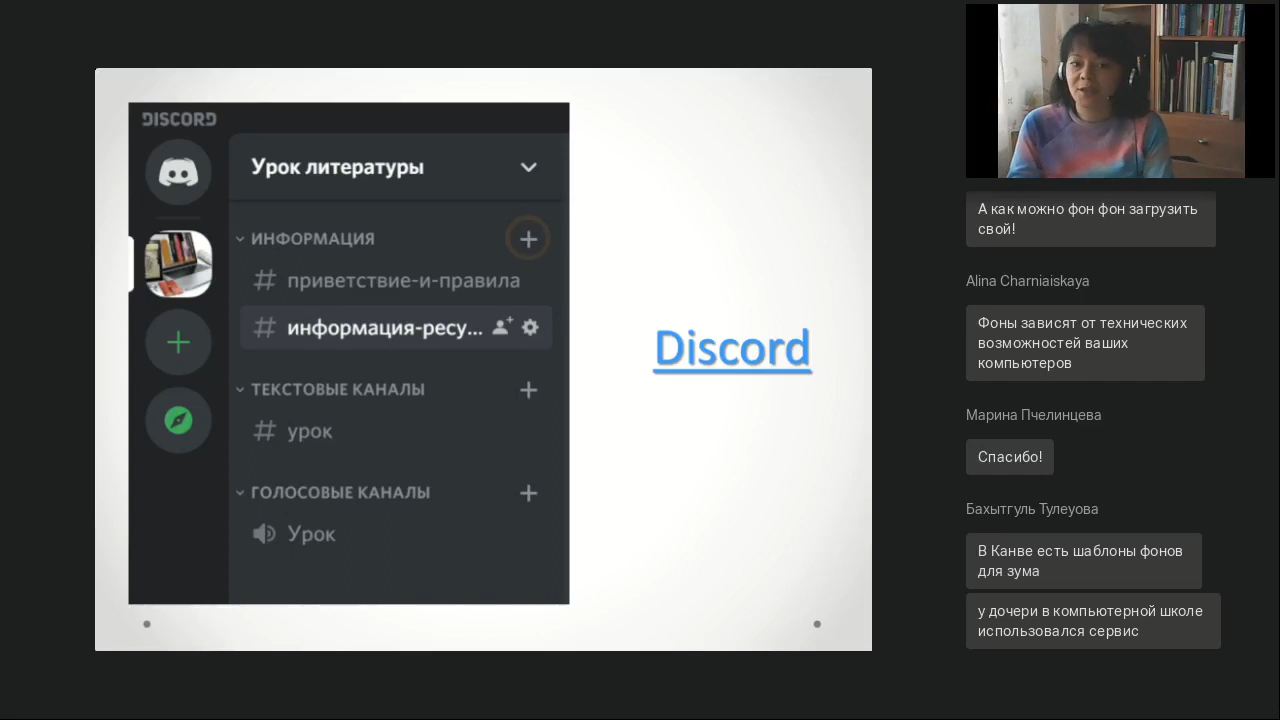 DISCORD
Урок литературы
ИНФОРМАЦИЯ
# приветствие-и-правила
# информация-ресу...
ТЕКСТОВЫЕ КАНАЛЫ
# урок
ГОЛОСОВЫЕ КАНАЛЫ
Урок
Discord
А как можно фон фон загрузить
свой!
Alina Charniaiskaya
Фоны зависят от технических
возможностей ваших
компьютеров
Марина Пчелинцева
Спасибо!
Бахытгуль Тулеуова
В Канве есть шаблоны фонов
для зума
у дочери в компьютерной школе
использовался сервис